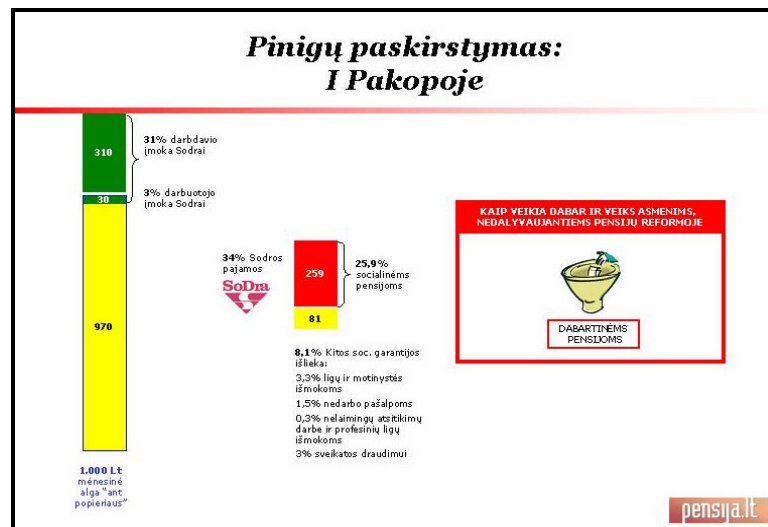 Pinigų paskirstymas:
I Pakopoje
310
31% darbdavio
įmoka Sodrai
30
3% darbuotojo
įmoka Sodrai
970
1.000 Lt
mėnesinė
alga "ant
popieriaus"
34% Sodros
pajamos
SoDra
259
25,9%
socialinėms
pensijoms
81
8,1% Kitos soc. garantijos
išlieka:
3,3% ligų ir motinystės
išmokoms
1,5% nedarbo pašalpoms
0,3% nelaimingų atsitikimų
darbe ir profesinių ligų
išmokoms
3% sveikatos draudimui
KAIP VEIKIA DABAR IR VEIKS ASMENIMS,
NEDALYVAUJANTIEMS PENSIJŲ REFORMOJE
DABARTINĖMS
PENSIJOMS
pensija.lt